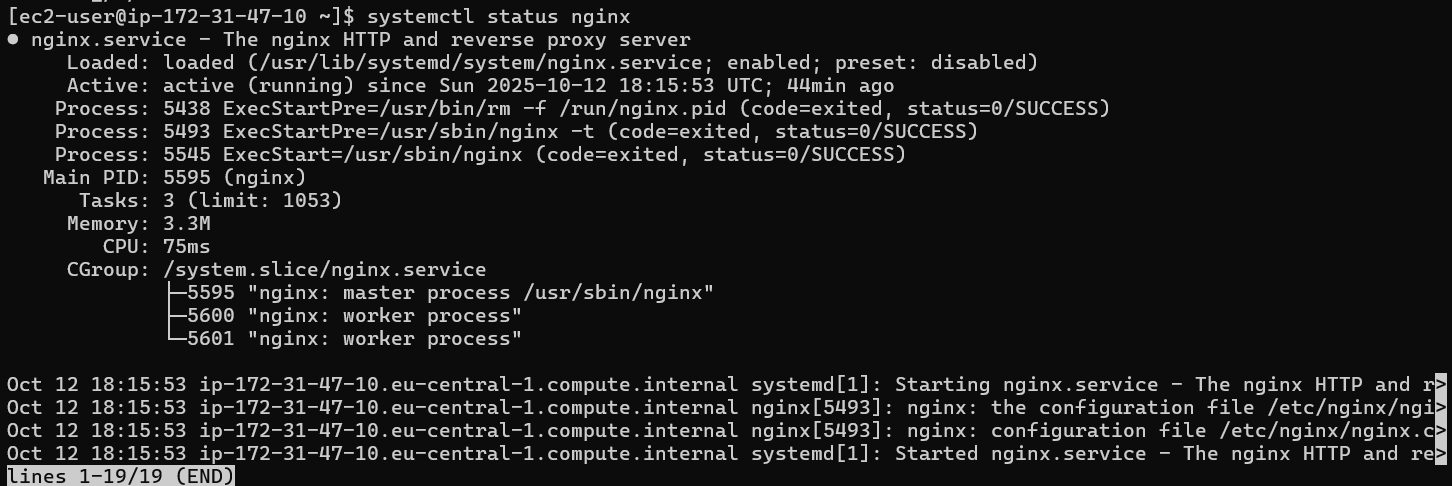 [ec2-user@ip-172-31-47-10 ~]$ systemctl status nginx
● nginx.service - The nginx HTTP and reverse proxy server
     Loaded: loaded (/usr/lib/systemd/system/nginx.service; enabled; preset: disabled)
     Active: active (running) since Sun 2025-10-12 18:15:53 UTC; 44min ago
    Process: 5438 ExecStartPre=/usr/bin/rm -f /run/nginx.pid (code=exited, status=0/SUCCESS)
    Process: 5493 ExecStartPre=/usr/sbin/nginx -t (code=exited, status=0/SUCCESS)
    Process: 5545 ExecStart=/usr/sbin/nginx (code=exited, status=0/SUCCESS)
   Main PID: 5595 (nginx)
      Tasks: 3 (limit: 1053)
     Memory: 3.3M
        CPU: 75ms
     CGroup: /system.slice/nginx.service
             ├─5595 "nginx: master process /usr/sbin/nginx"
             ├─5600 "nginx: worker process"
             └─5601 "nginx: worker process"

Oct 12 18:15:53 ip-172-31-47-10.eu-central-1.compute.internal systemd[1]: Starting nginx.service - The nginx HTTP and r>
Oct 12 18:15:53 ip-172-31-47-10.eu-central-1.compute.internal nginx[5493]: nginx: the configuration file /etc/nginx/ngi>
Oct 12 18:15:53 ip-172-31-47-10.eu-central-1.compute.internal nginx[5493]: nginx: configuration file /etc/nginx/nginx.c>
Oct 12 18:15:53 ip-172-31-47-10.eu-central-1.compute.internal systemd[1]: Started nginx.service - The nginx HTTP and re>
lines 1-19/19 (END)